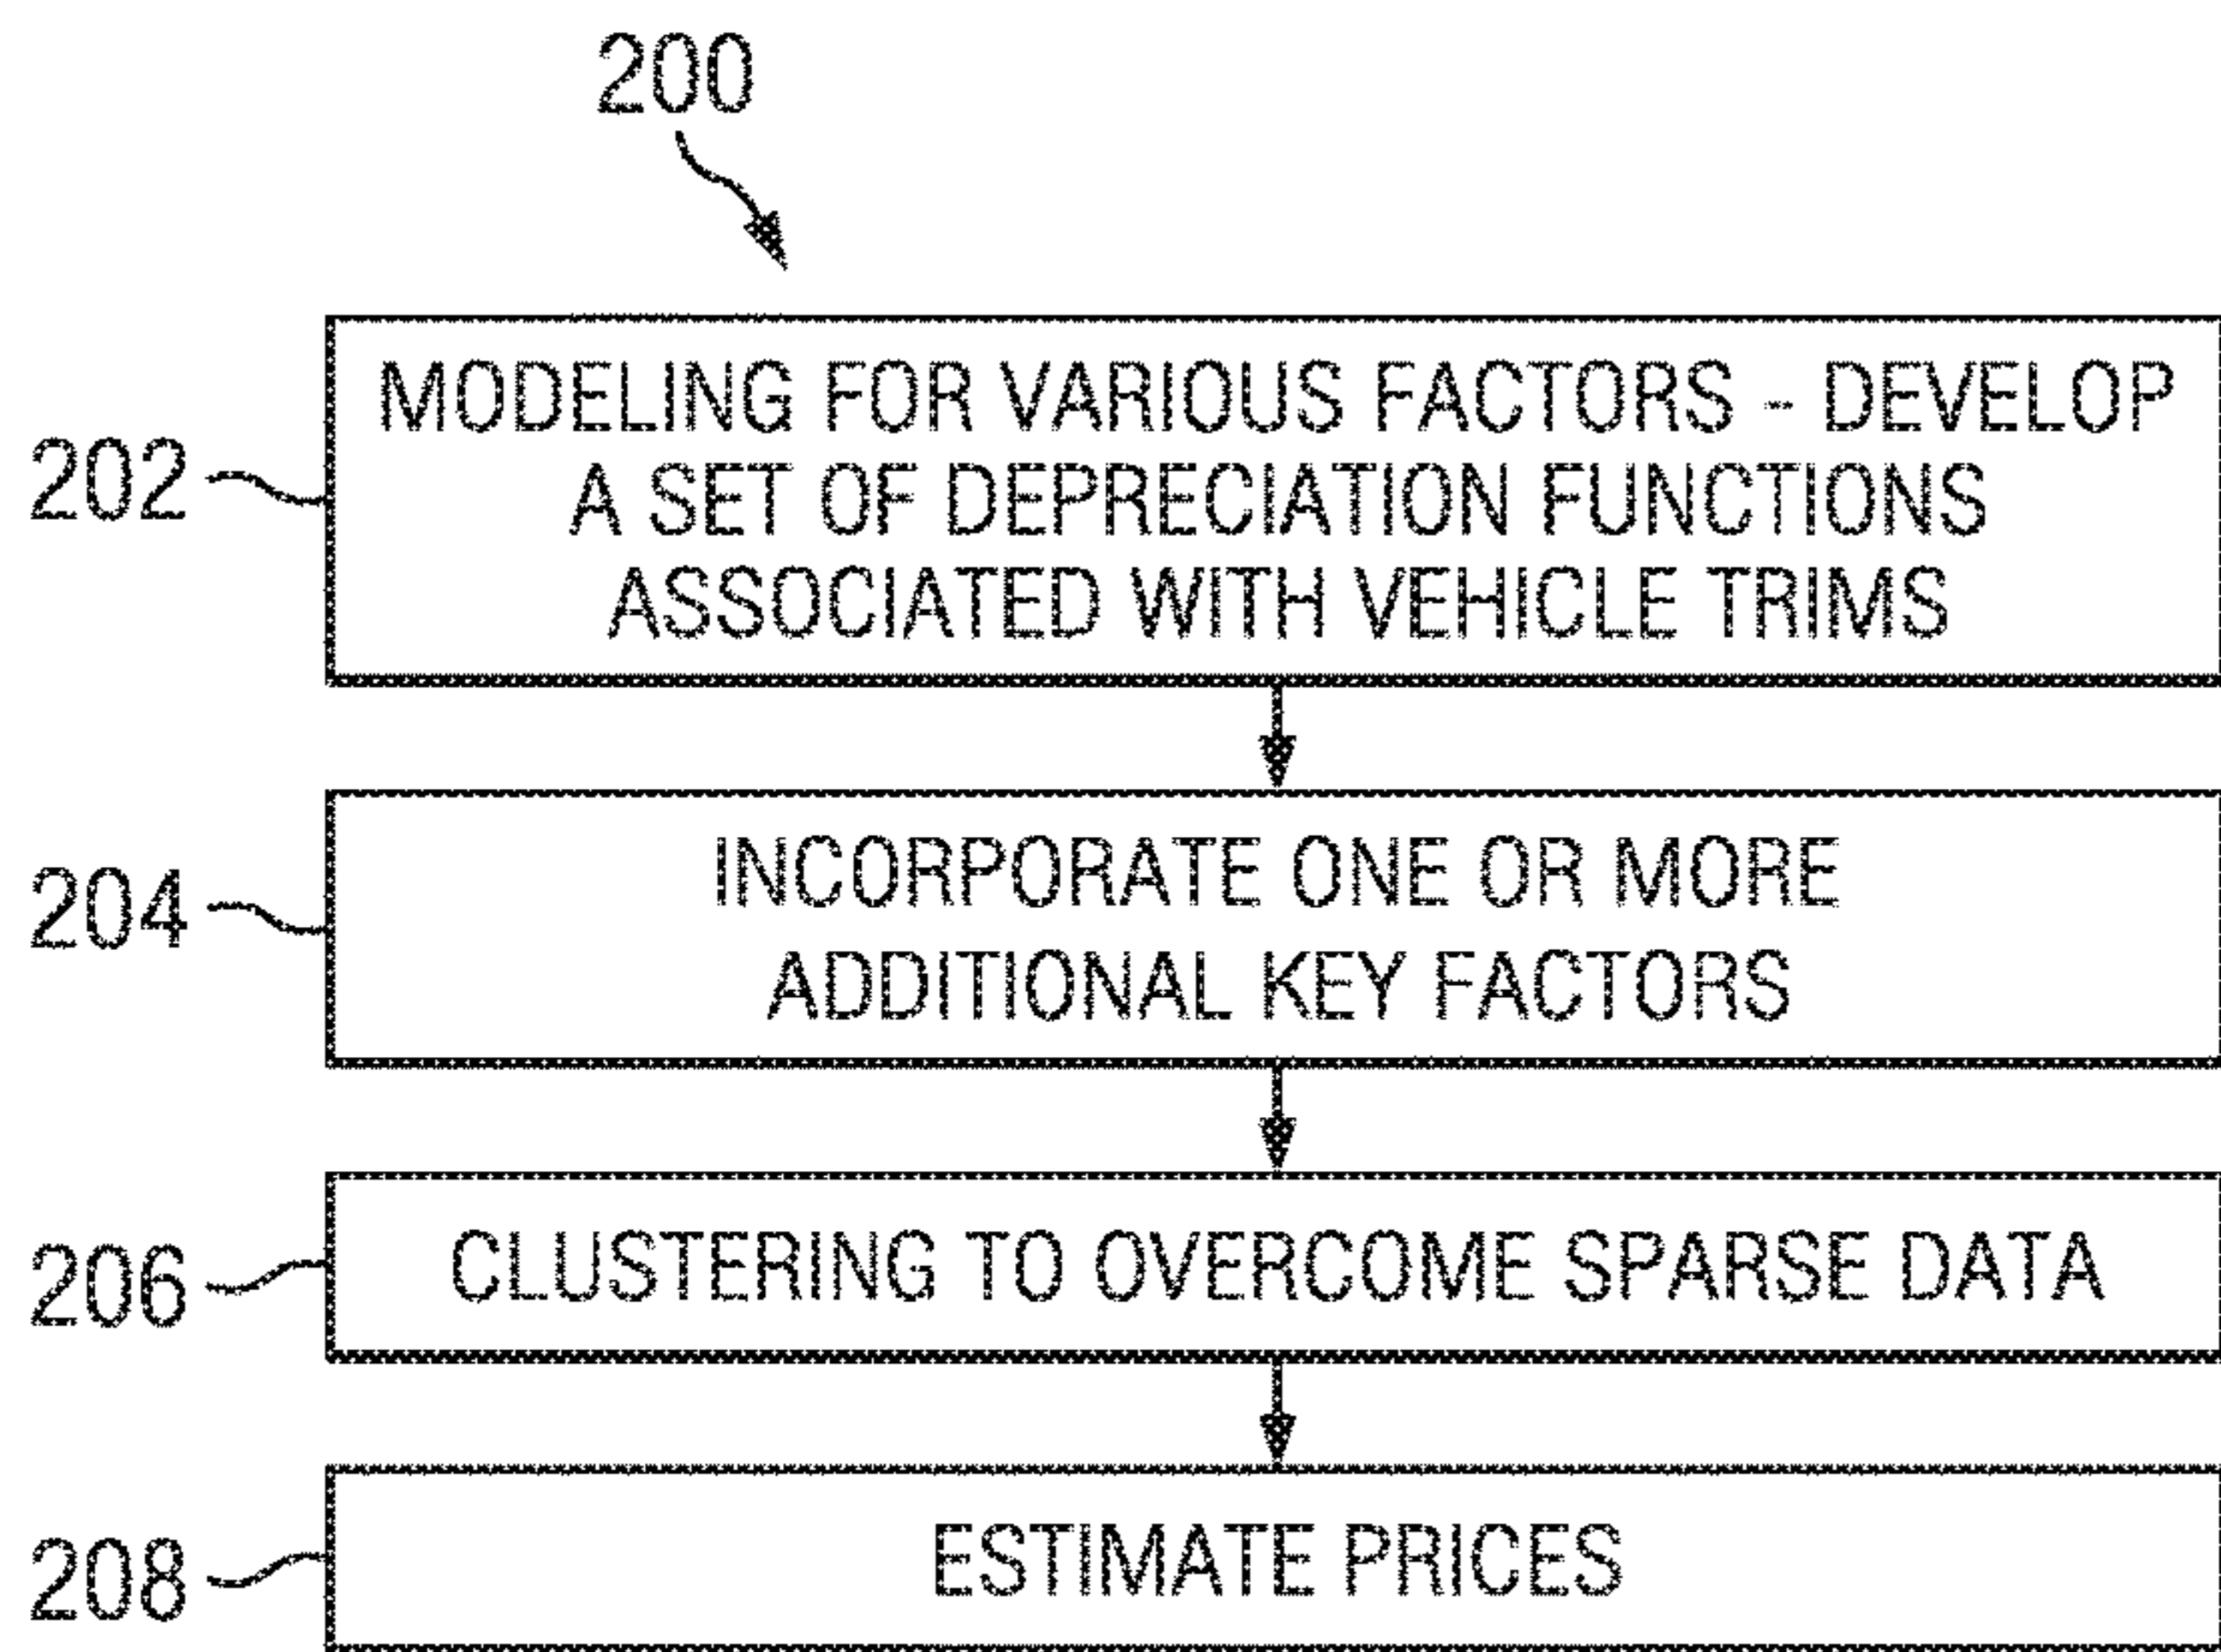 200
202
MODELING FOR VARIOUS FACTORS - DEVELOP
A SET OF DEPRECIATION FUNCTIONS
ASSOCIATED WITH VEHICLE TRIMS
204
INCORPORATE ONE OR MORE
ADDITIONAL KEY FACTORS
206
CLUSTERING TO OVERCOME SPARSE DATA
208
ESTIMATE PRICES